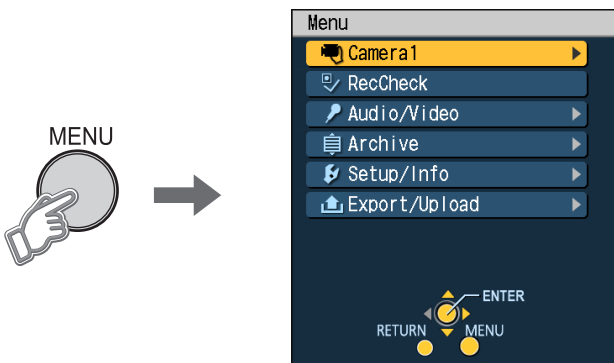 MENU
Menu
Camera1
RecCheck
Audio/Video
Archive
Setup/Info
Export/Upload
ENTER
RETURN MENU